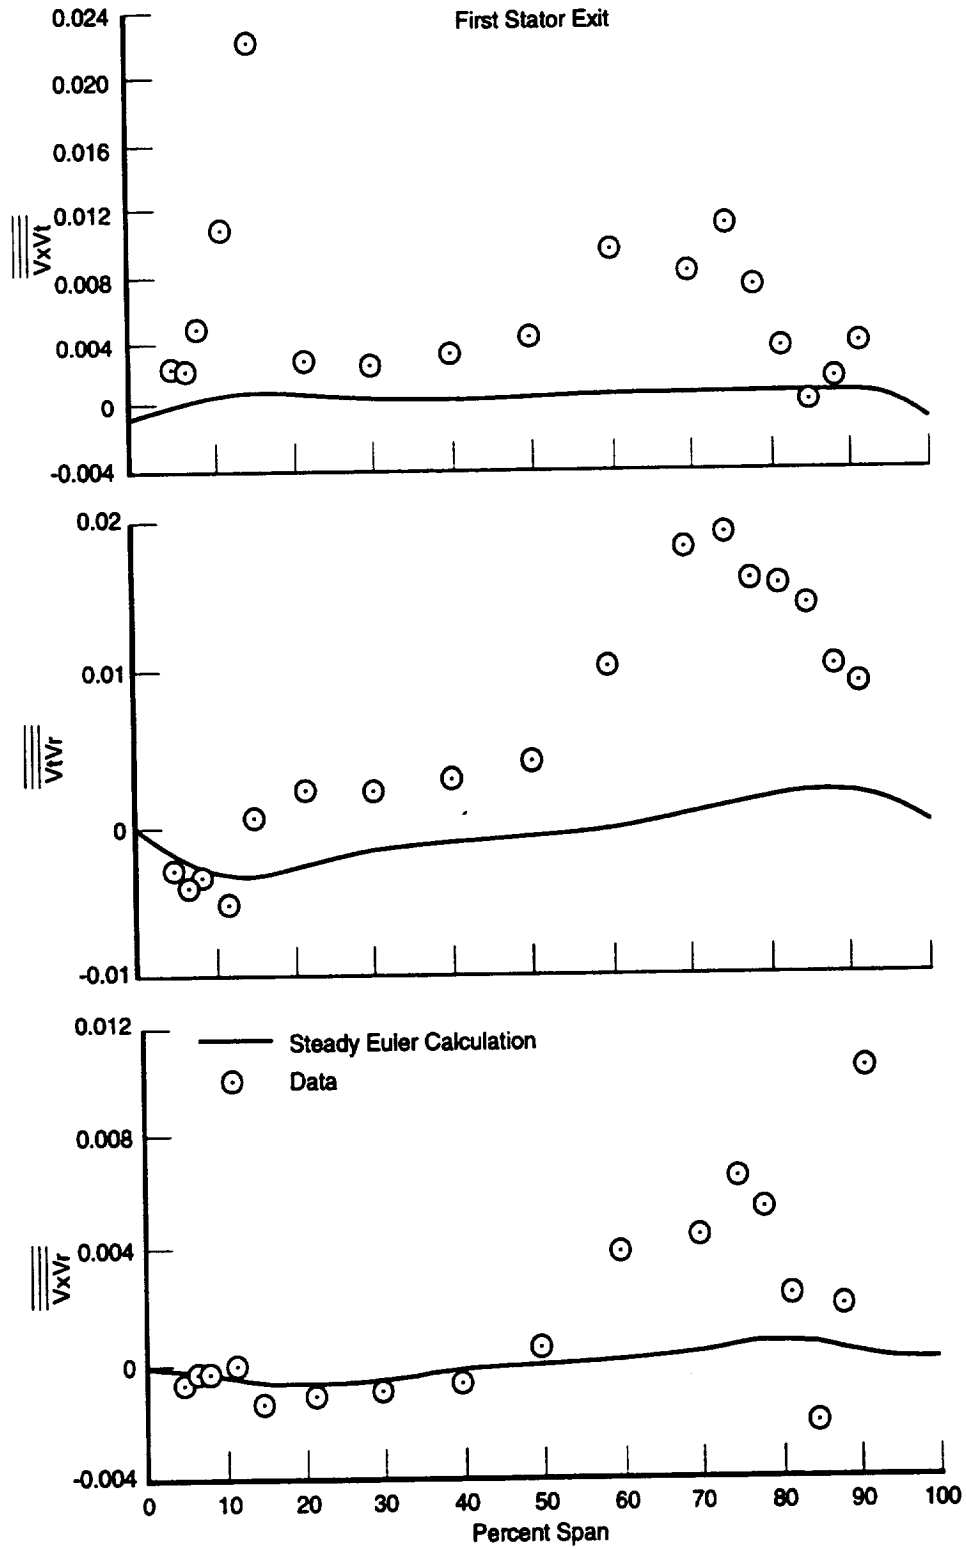 First Stator Exit
0.024
0.020
0.016
0.012
0.008
0.004
0
-0.004
VxVt
0.02
0.01
0
-0.01
VtVr
0.012
0.008
0.004
0
-0.004
VxVr
Steady Euler Calculation
Data
0 10 20 30 40 50 60 70 80 90 100
Percent Span